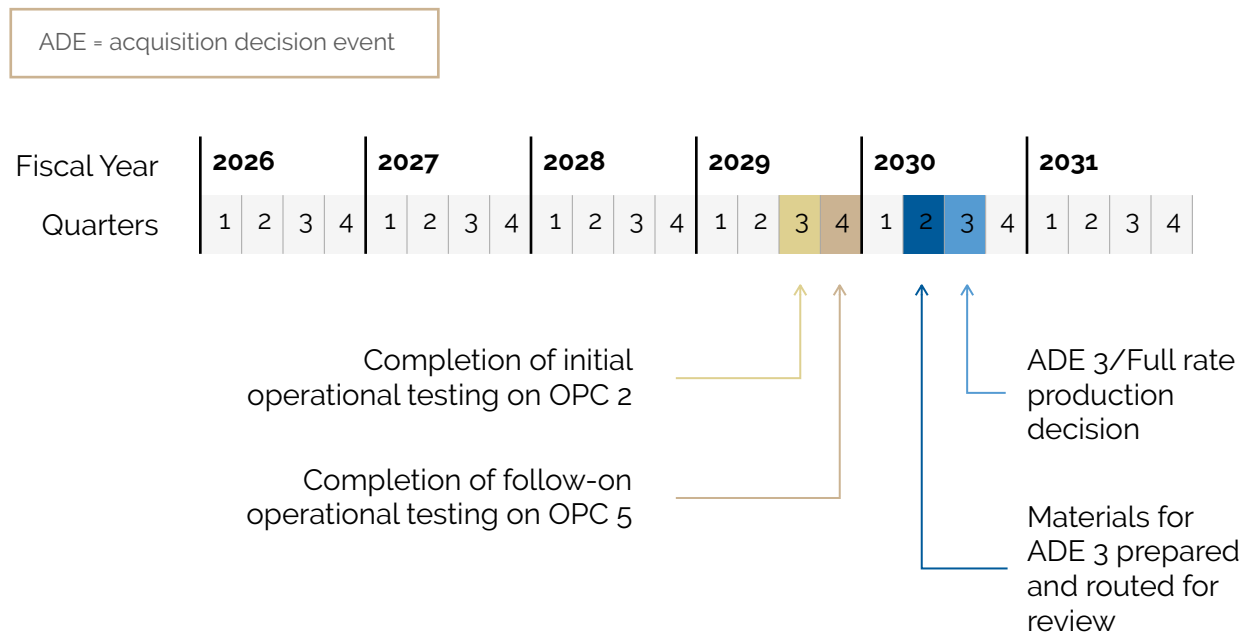 ADE = acquisition decision event
Fiscal Year 2026 2027 2028 2029 2030 2031
Quarters 1 2 3 4 1 2 3 4 1 2 3 4 1 2 3 4 1 2 3 4 1 2 3 4
Completion of initial
operational testing on OPC 2
Completion of follow-on
operational testing on OPC 5
ADE 3/Full rate
production
decision
Materials for
ADE 3 prepared
and routed for
review